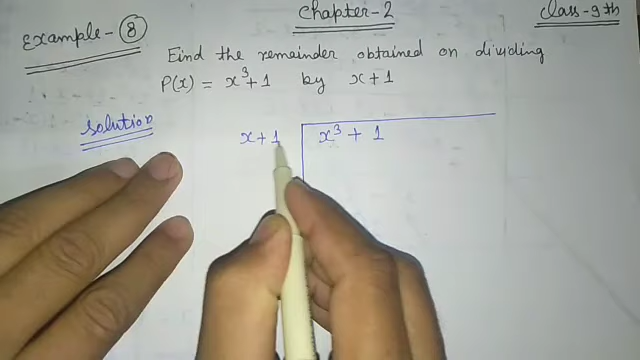 Chapter-2
Class-9th
Example-8
Find the remainder obtained on dividing
P(x) = x³+1 by x+1
Solution
x+1 x³ + 1